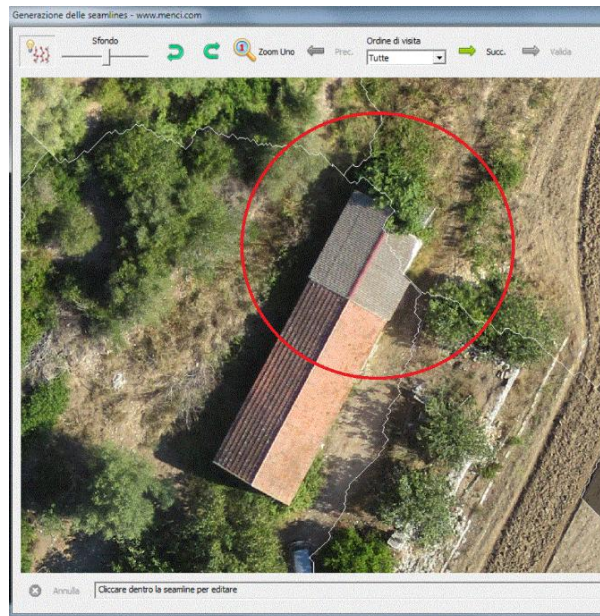 Generazione delle seamlines - www.menci.com
Sfondo
Zoom Uno
Prec.
Ordine di visita
Tutte
Succ.
Valida
Annulla
Cliccare dentro la seamline per editare